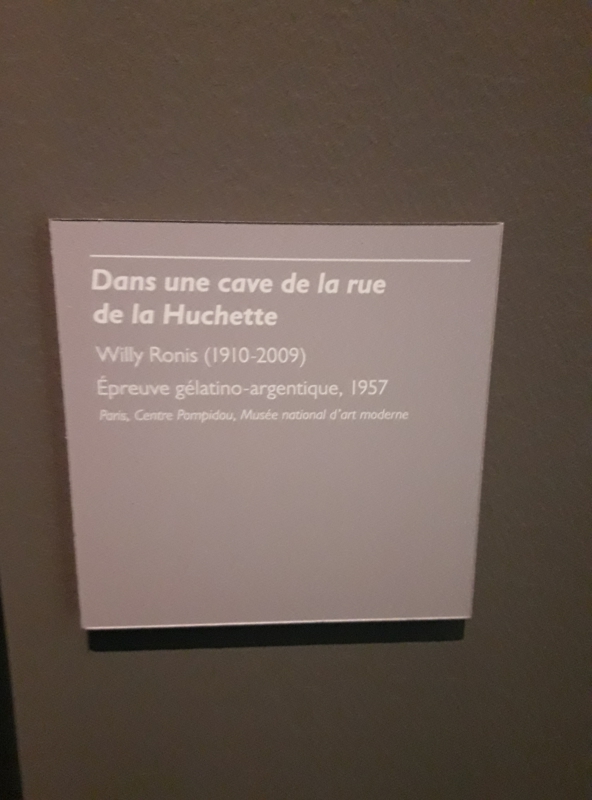 Dans une cave de la rue
de la Huchette
Willy Ronis (1910-2009)
Épreuve gélatino-argentique, 1957
Paris, Centre Pompidou, Musée national d'art moderne